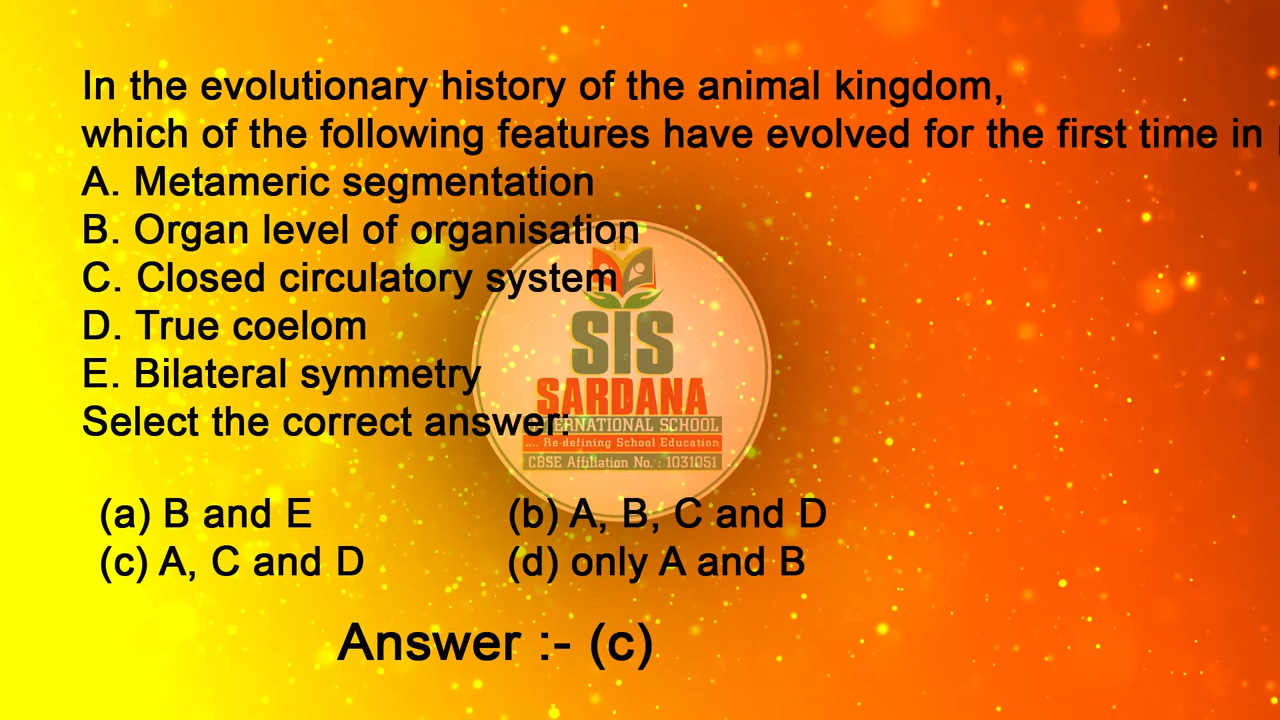 In the evolutionary history of the animal kingdom,
which of the following features have evolved for the first time in
A. Metameric segmentation
B. Organ level of organisation
C. Closed circulatory system
D. True coelom
E. Bilateral symmetry
Select the correct answer:
SIS
SARDANA
INTERNATIONAL SCHOOL
.... Re-defining School Education
CBSE Affiliation No. : 1031051
(a) B and E (b) A, B, C and D
(c) A, C and D (d) only A and B
Answer :- (c)